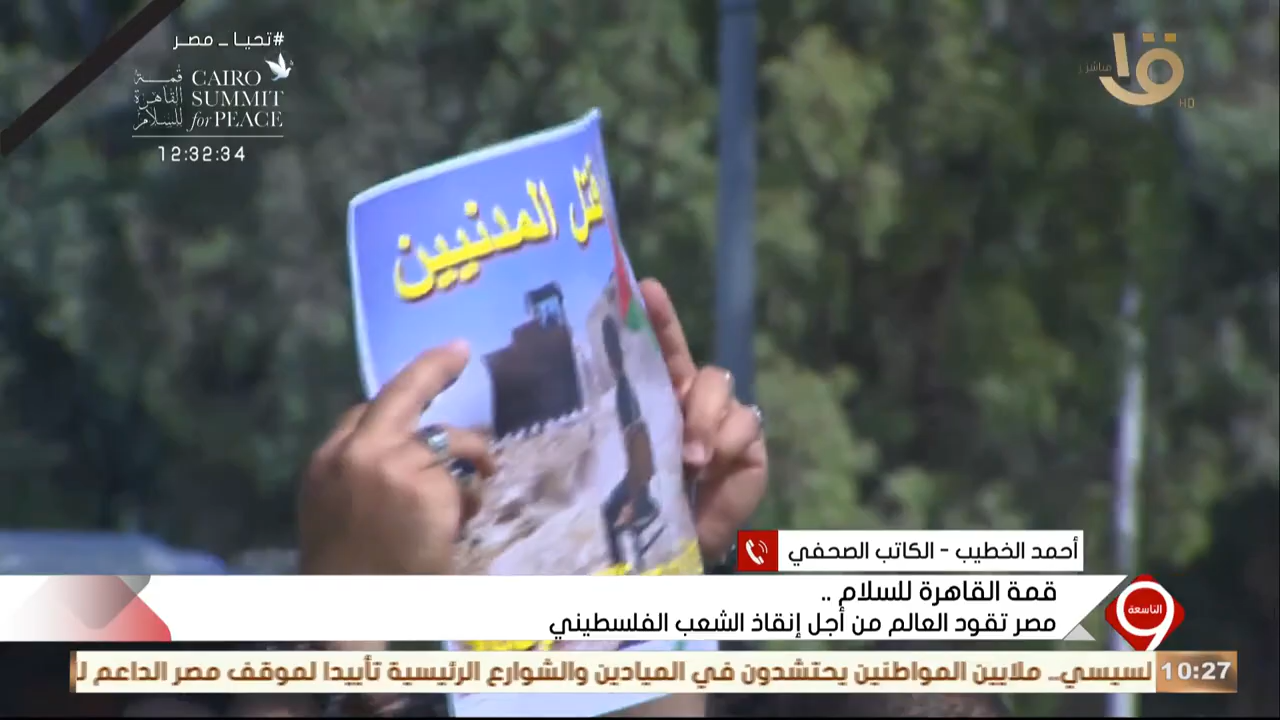 #تحيا - مصر
قمة
القاهرة
للسلام
CAIRO
SUMMIT
for PEACE
12:32:34
مباشر
HD
قتل المدنيين
أحمد الخطيب - الكاتب الصحفي
قمة القاهرة للسلام ..
مصر تقود العالم من أجل إنقاذ الشعب الفلسطيني
التاسعة
9
10:27
لسيسي.. ملايين المواطنين يحتشدون في الميادين والشوارع الرئيسية تأييدا لموقف مصر الداعم ل